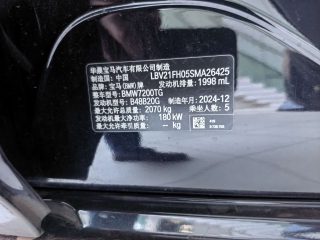 华晨宝马汽车有限公司制造
制造国: 中国 LBV21FH05SMA26425
品牌: 宝马(BMW)牌 发动机排量: 1998 mL
整车型号: BMW7200TG
发动机型号: B48B20G 制造年月: 2024-12
最大允许总质量: 2070 kg 乘坐人数: 5
发动机最大净功率: 180 kW
最大允许牵引质量: — kg